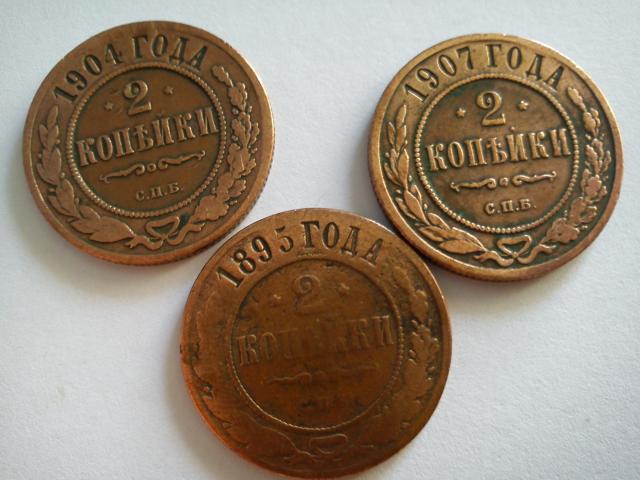 1904 ГОДА
* 2 *
КОПѢЙКИ
С.П.Б.
1907 ГОДА
* 2 *
КОПѢЙКИ
С.П.Б.
1895 ГОДА
* 2 *
КОПѢЙКИ